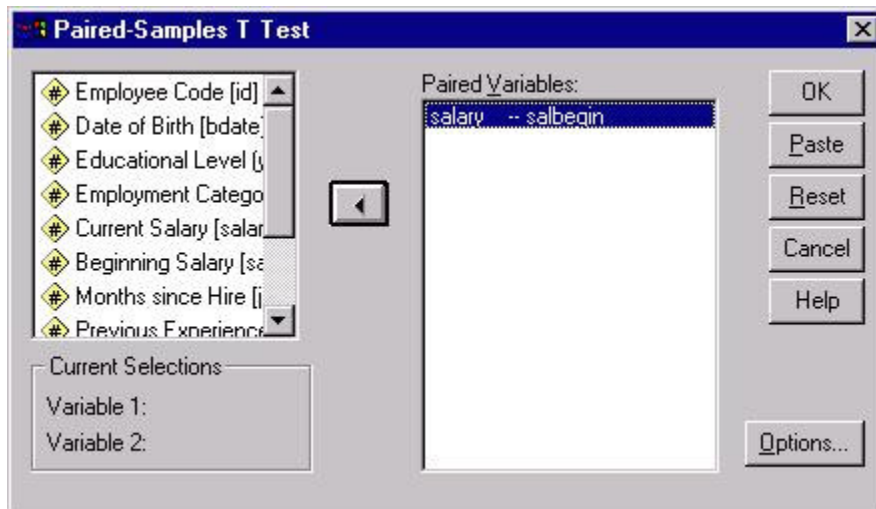 Paired-Samples T Test
Employee Code [id]
Date of Birth [bdate]
Educational Level (y
Employment Catego
Current Salary [salar
Beginning Salary [sa
Months since Hire [j
Previous Experience
Current Selections
Variable 1:
Variable 2:
Paired Variables:
salary -- salbegin
OK
Paste
Reset
Cancel
Help
Options...